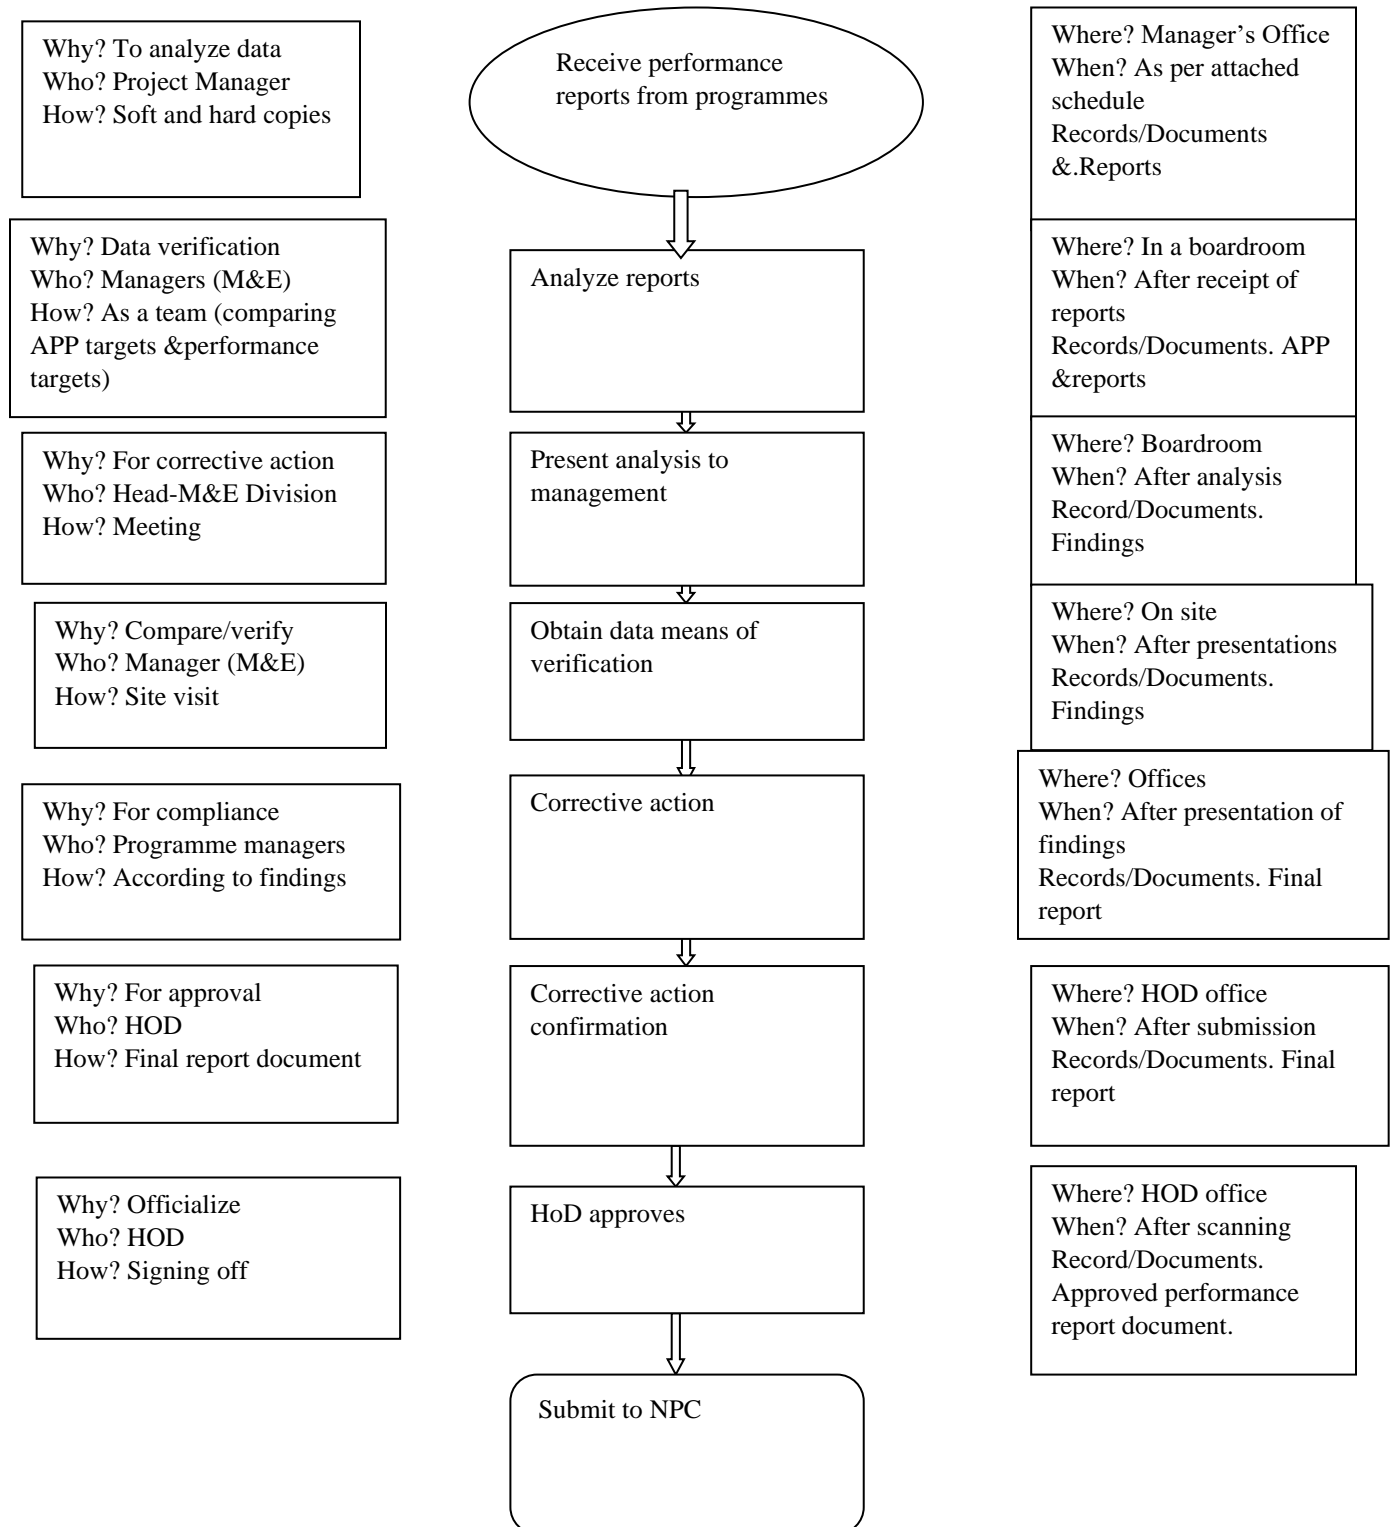 Why? To analyze data
Who? Project Manager
How? Soft and hard copies
Receive performance
reports from programmes
Where? Manager’s Office
When? As per attached
schedule
Records/Documents
&.Reports
Why? Data verification
Who? Managers (M&E)
How? As a team (comparing
APP targets &performance
targets)
Analyze reports
Where? In a boardroom
When? After receipt of
reports
Records/Documents. APP
&reports
Why? For corrective action
Who? Head-M&E Division
How? Meeting
Present analysis to
management
Where? Boardroom
When? After analysis
Record/Documents.
Findings
Why? Compare/verify
Who? Manager (M&E)
How? Site visit
Obtain data means of
verification
Where? On site
When? After presentations
Records/Documents.
Findings
Why? For compliance
Who? Programme managers
How? According to findings
Corrective action
Where? Offices
When? After presentation of
findings
Records/Documents. Final
report
Why? For approval
Who? HOD
How? Final report document
Corrective action
confirmation
Where? HOD office
When? After submission
Records/Documents. Final
report
Why? Officialize
Who? HOD
How? Signing off
HoD approves
Where? HOD office
When? After scanning
Record/Documents.
Approved performance
report document.
Submit to NPC